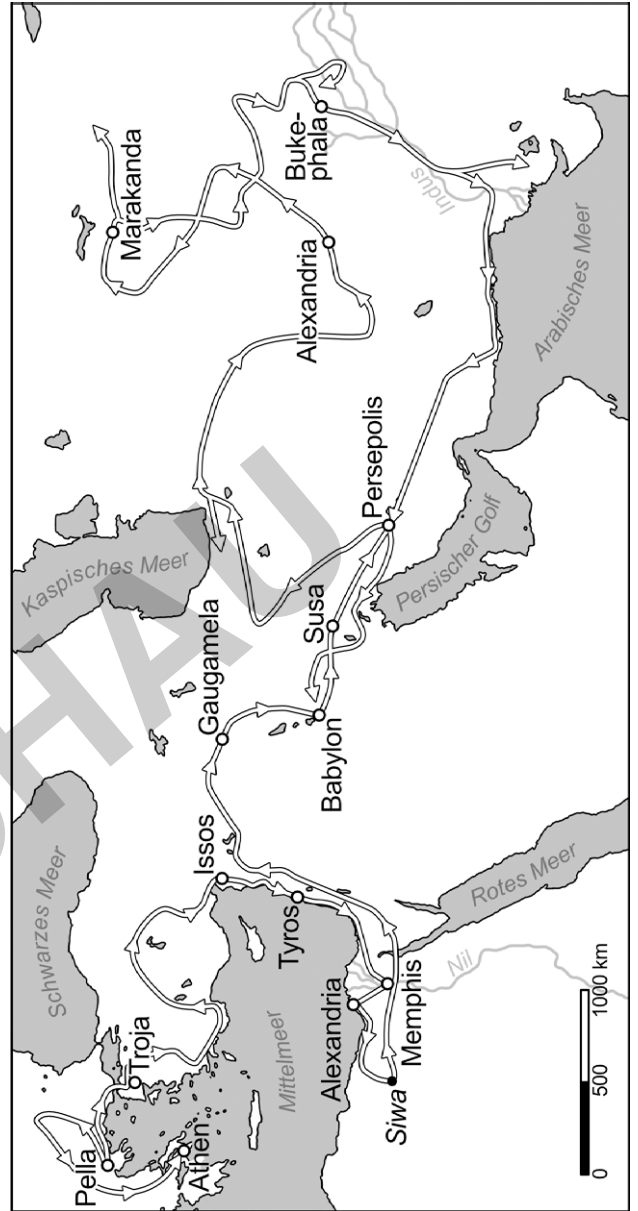 Schwarzes Meer
Kaspisches Meer
Marakanda
Pella
Troja
Athen
Issos
Gaugamela
Buke-
phala
Indus
Alexandria
Mittelmeer
Tyros
Babylon
Susa
Persepolis
Alexandria
Memphis
Siwa
Nil
Rotes Meer
Persischer Golf
Arabisches Meer
0 500 1000 km
HAU